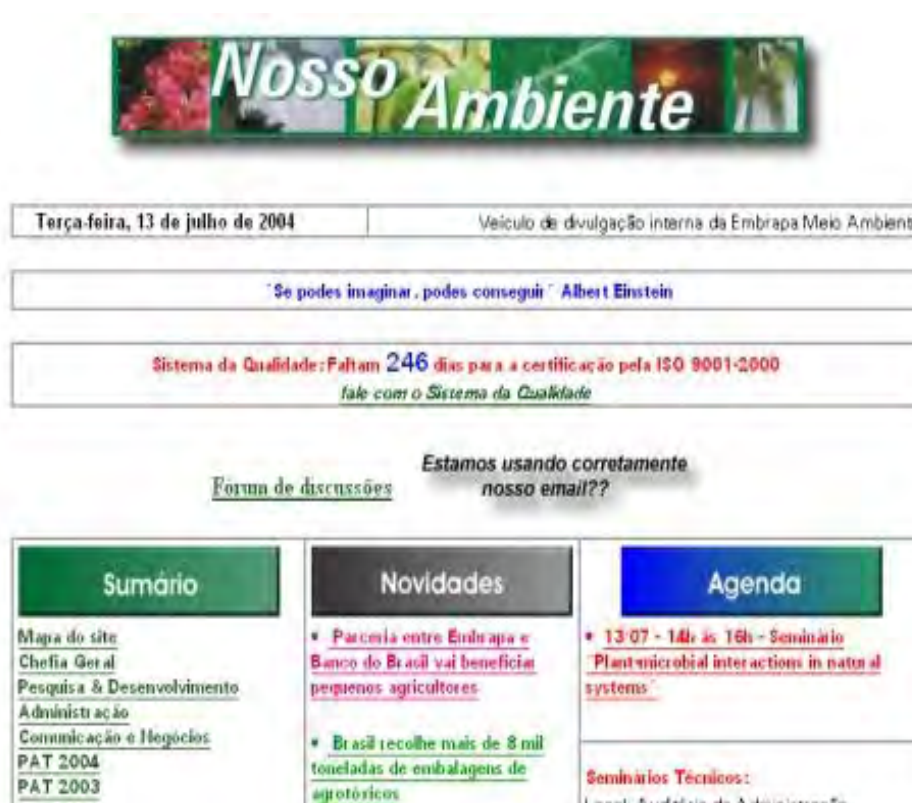 Nosso Ambiente
Terça-feira, 13 de julho de 2004
Veículo de divulgação interna da Embrapa Meio Ambient
´Se podes imaginar, podes conseguir´ Albert Einstein
Sistema da Qualidade: Faltam 246 dias para a certificação pela ISO 9001-2000
fale com o Sistema da Qualidade
Fórum de discussões
Estamos usando corretamente
nosso email??
Sumário
Mapa do site
Chefia Geral
Pesquisa & Desenvolvimento
Administração
Comunicação e Negócios
PAT 2004
PAT 2003
Novidades
• Parceria entre Embrapa e
Banco do Brasil vai beneficiar
pequenos agricultores
• Brasil recolhe mais de 8 mil
toneladas de embalagens de
agrotóxicos
Agenda
• 13/07 - 14h às 16h - Seminário
´Plant-microbial interactions in natural
systems´
Seminários Técnicos:
Local: Auditório da Administração